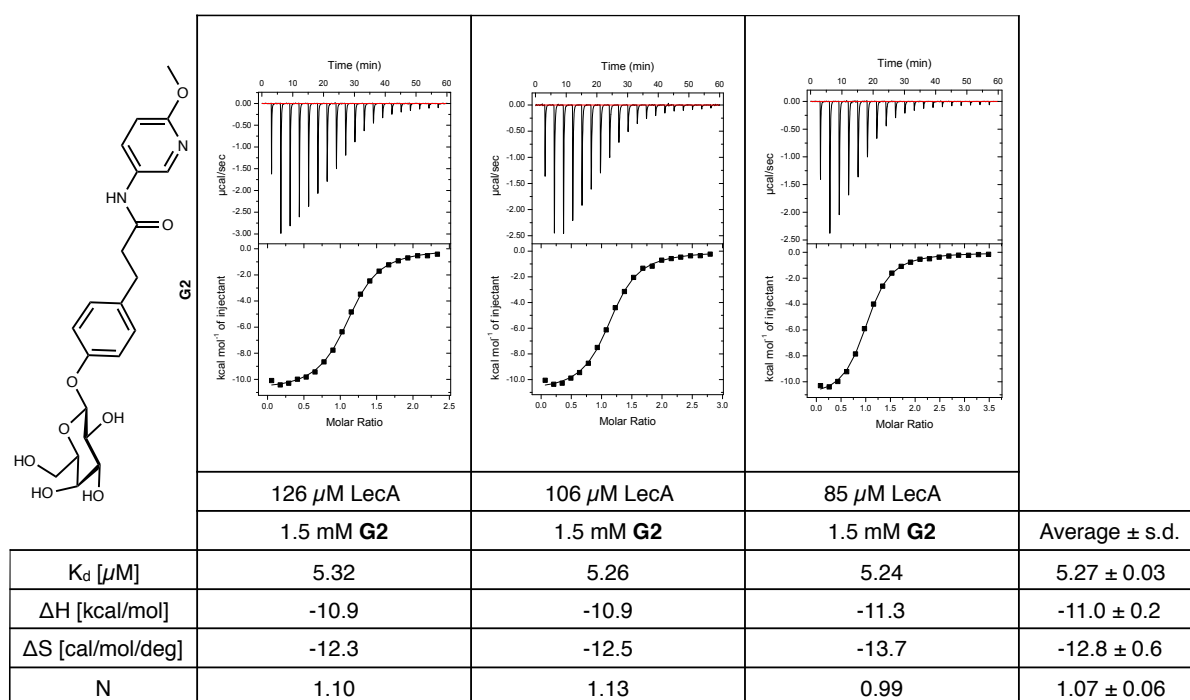 G2
O
O
N
HN
O
O
O
OH
HO
HO
HO
Time (min)
0 10 20 30 40 50 60
0.00
-0.50
-1.00
-1.50
-2.00
-2.50
-3.00
µcal/sec
0.0
-2.0
-4.0
-6.0
-8.0
-10.0
kcal mol⁻¹ of injectant
0.0 0.5 1.0 1.5 2.0 2.5
Molar Ratio
Time (min)
0 10 20 30 40 50 60
0.00
-0.50
-1.00
-1.50
-2.00
-2.50
µcal/sec
0.0
-2.0
-4.0
-6.0
-8.0
-10.0
kcal mol⁻¹ of injectant
0.0 0.5 1.0 1.5 2.0 2.5 3.0
Molar Ratio
Time (min)
0 10 20 30 40 50 60
0.00
-0.50
-1.00
-1.50
-2.00
-2.50
µcal/sec
0.0
-2.0
-4.0
-6.0
-8.0
-10.0
kcal mol⁻¹ of injectant
0.0 0.5 1.0 1.5 2.0 2.5 3.0 3.5
Molar Ratio
126 µM LecA 106 µM LecA 85 µM LecA
1.5 mM G2 1.5 mM G2 1.5 mM G2 Average ± s.d.
Kd [µM] 5.32 5.26 5.24 5.27 ± 0.03
ΔH [kcal/mol] -10.9 -10.9 -11.3 -11.0 ± 0.2
ΔS [cal/mol/deg] -12.3 -12.5 -13.7 -12.8 ± 0.6
N 1.10 1.13 0.99 1.07 ± 0.06